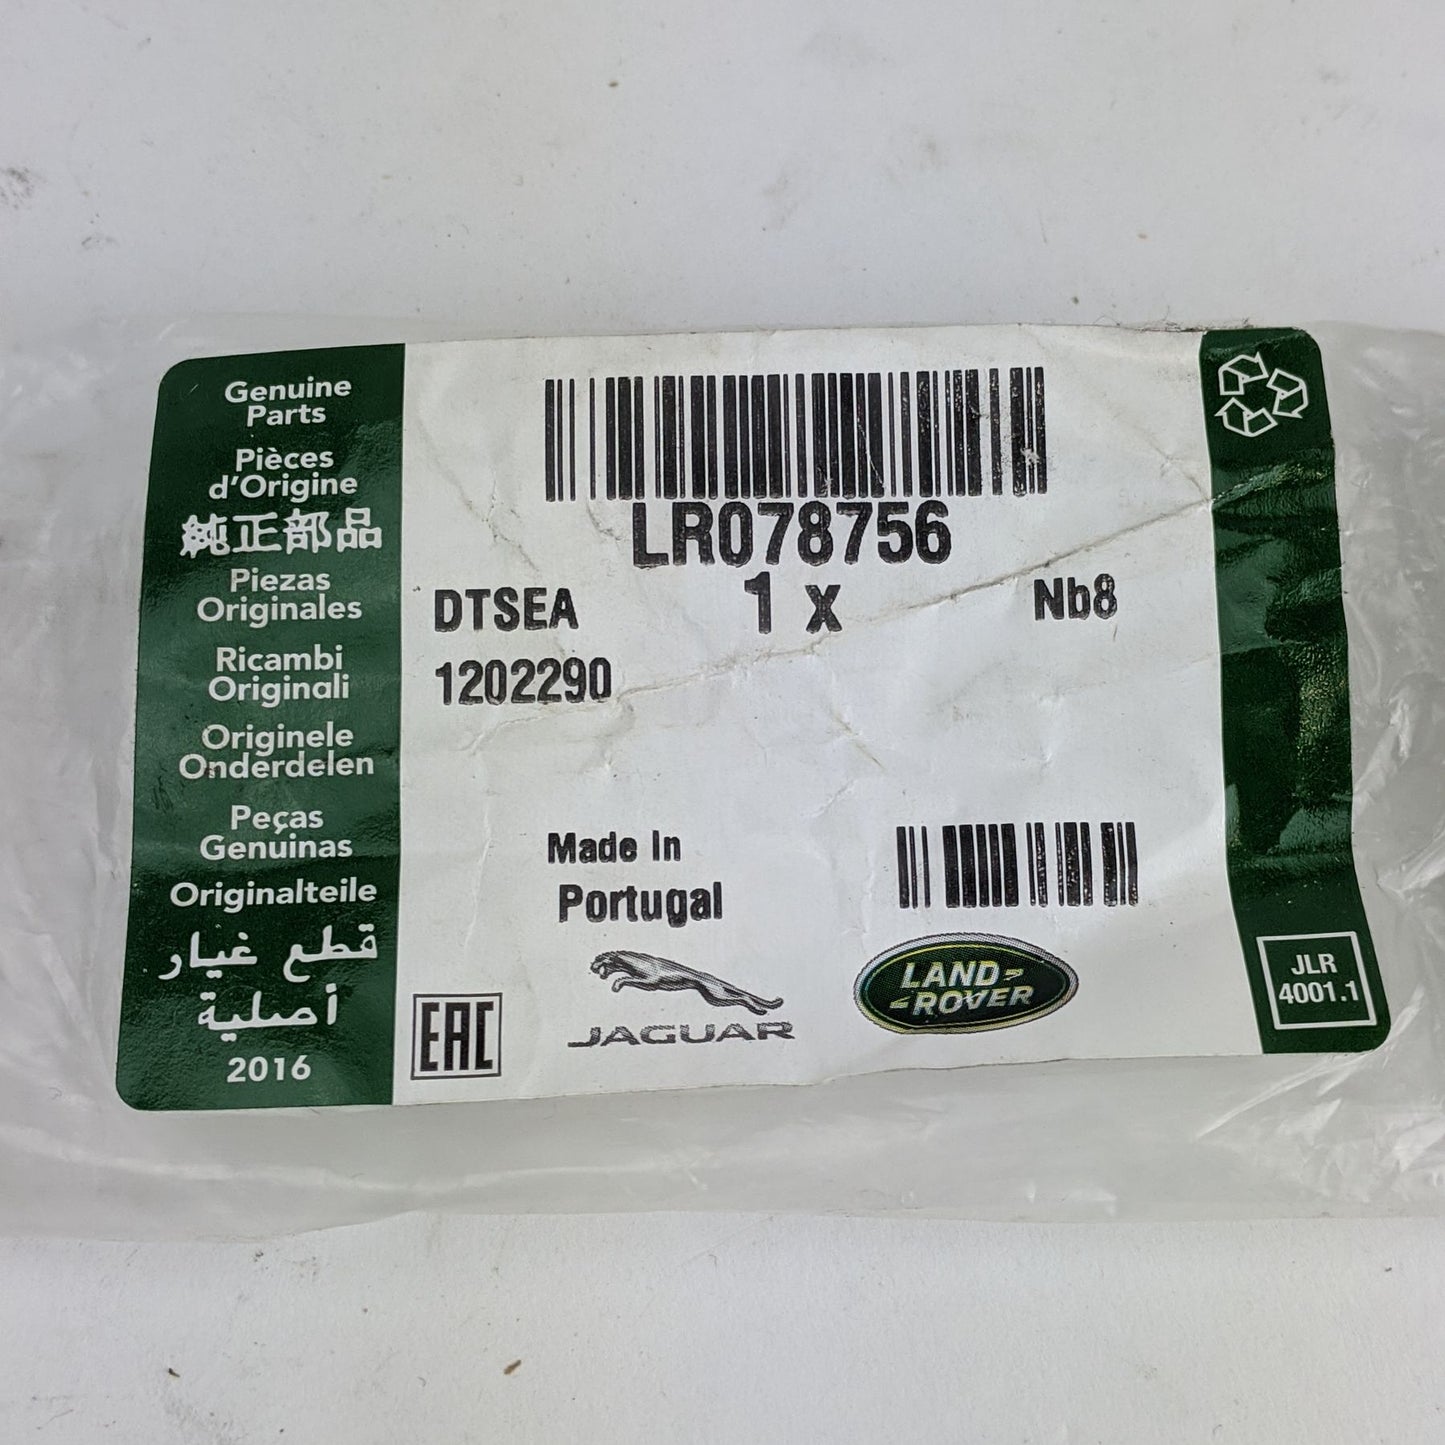 Genuine
Parts
Pièces
d'Origine
純正部品
Piezas
Originales
Ricambi
Originali
Originele
Onderdelen
Peças
Genuinas
Originalteile
قطع غيار
أصلية
2016
LR078756
DTSEA
1 x
Nb8
1202290
Made In
Portugal
EAC
JAGUAR
LAND-
-ROVER
JLR
4001.1